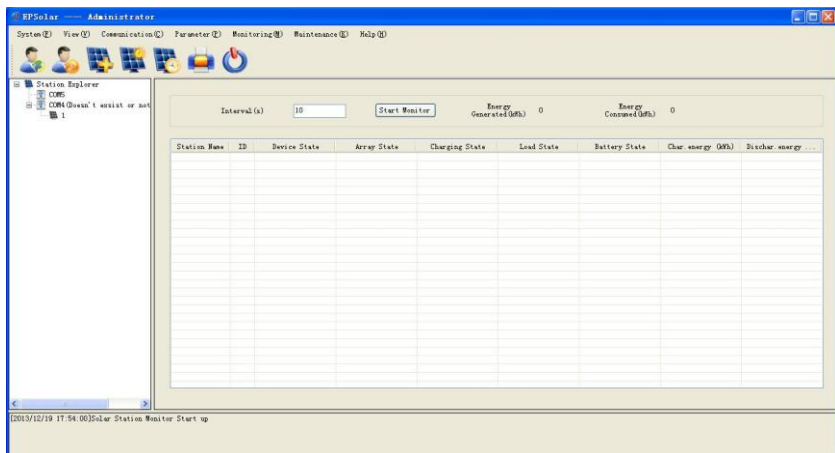 EPSolar —— Administrator
System(F) View(V) Communication(C) Parameter(P) Monitoring(M) Maintenance(E) Help(H)
Station Explorer
COM5
COM4(Doesn't assist or not
1
Interval(s) 10 Start Monitor Energy Generated(kWh) 0 Energy Consumed(kWh) 0
Station Name ID Device State Array State Charging State Load State Battery State Char.energy (kWh) Dischar.energy ...
[2013/12/19 17:54:00]Solar Station Monitor Start up